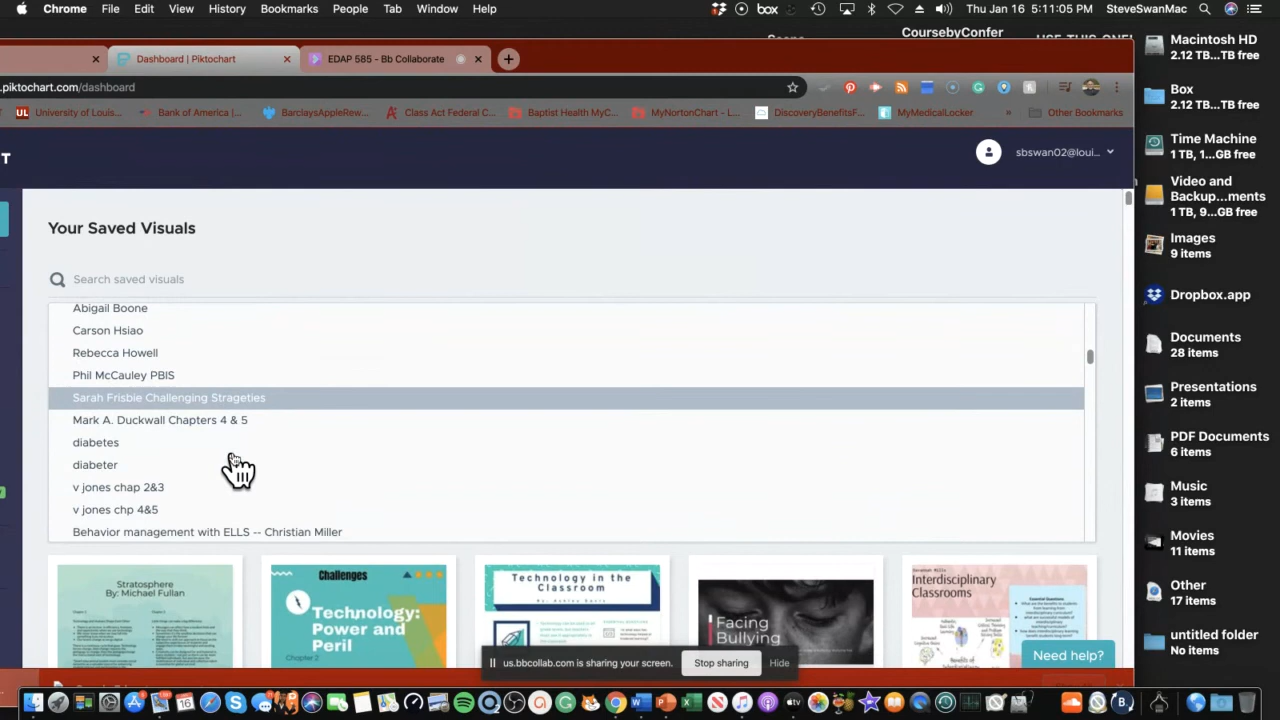 Chrome File Edit View History Bookmarks People Tab Window Help
box Thu Jan 16 5:11:05 PM SteveSwanMac
CoursebyConfer
Dashboard | Piktochart
EDAP 585 - Bb Collaborate
.piktochart.com/dashboard
UL University of Louis... Bank of America |... BarclaysAppleRew... Class Act Federal C... Baptist Health MyC... MyNortonChart - L... DiscoveryBenefitsF... MyMedicalLocker » Other Bookmarks
T
sbswan02@loui...
Your Saved Visuals
Search saved visuals
Abigail Boone
Carson Hsiao
Rebecca Howell
Phil McCauley PBIS
Sarah Frisbie Challenging Strageties
Mark A. Duckwall Chapters 4 & 5
diabetes
diabeter
v jones chap 2&3
v jones chp 4&5
Behavior management with ELLS -- Christian Miller
Stratosphere
By: Michael Fullan
Challenges
Technology:
Power and
Peril
Chapter 2
Technology in the
Classroom
Facing
Bullying
Interdisciplinary
Classrooms
Essential Questions:
us.bbcollab.com is sharing your screen.
Stop sharing
Hide
Need help?
Macintosh HD
2.12 TB...TB free
Box
2.12 TB...TB free
Time Machine
1 TB, 1...GB free
Video and
Backup...ments
1 TB, 9...GB free
Images
9 items
Dropbox.app
Documents
28 items
Presentations
2 items
PDF Documents
6 items
Music
3 items
Movies
11 items
Other
17 items
untitled folder
No items